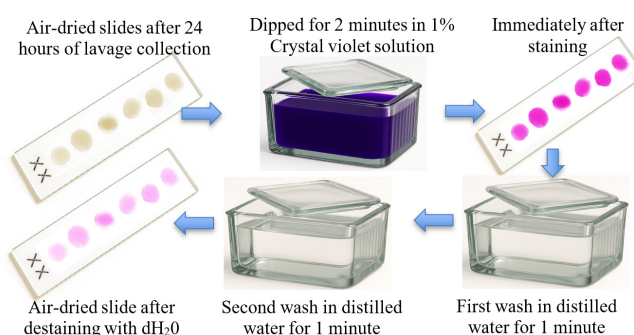 Air-dried slides after 24
hours of lavage collection
Dipped for 2 minutes in 1%
Crystal violet solution
Immediately after
staining
XX
XX
Air-dried slide after
destaining with dH₂0
Second wash in distilled
water for 1 minute
First wash in distilled
water for 1 minute